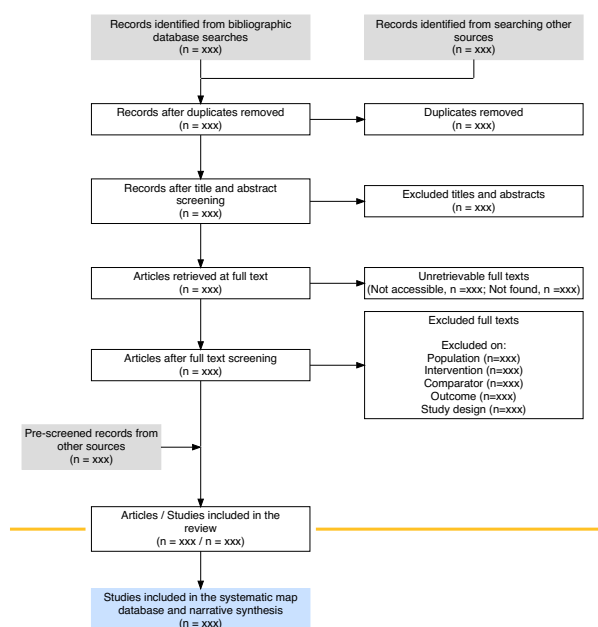 Records identified from bibliographic
database searches
(n = xxx)
Records identified from searching other
sources
(n = xxx)
Records after duplicates removed
(n = xxx)
Duplicates removed
(n = xxx)
Records after title and abstract
screening
(n = xxx)
Excluded titles and abstracts
(n = xxx)
Articles retrieved at full text
(n = xxx)
Unretrievable full texts
(Not accessible, n =xxx; Not found, n =xxx)
Articles after full text screening
(n = xxx)
Excluded full texts
Excluded on:
Population (n=xxx)
Intervention (n=xxx)
Comparator (n=xxx)
Outcome (n=xxx)
Study design (n=xxx)
Pre-screened records from
other sources
(n = xxx)
Articles / Studies included in the
review
(n = xxx / n = xxx)
Studies included in the systematic map
database and narrative synthesis
(n = xxx)